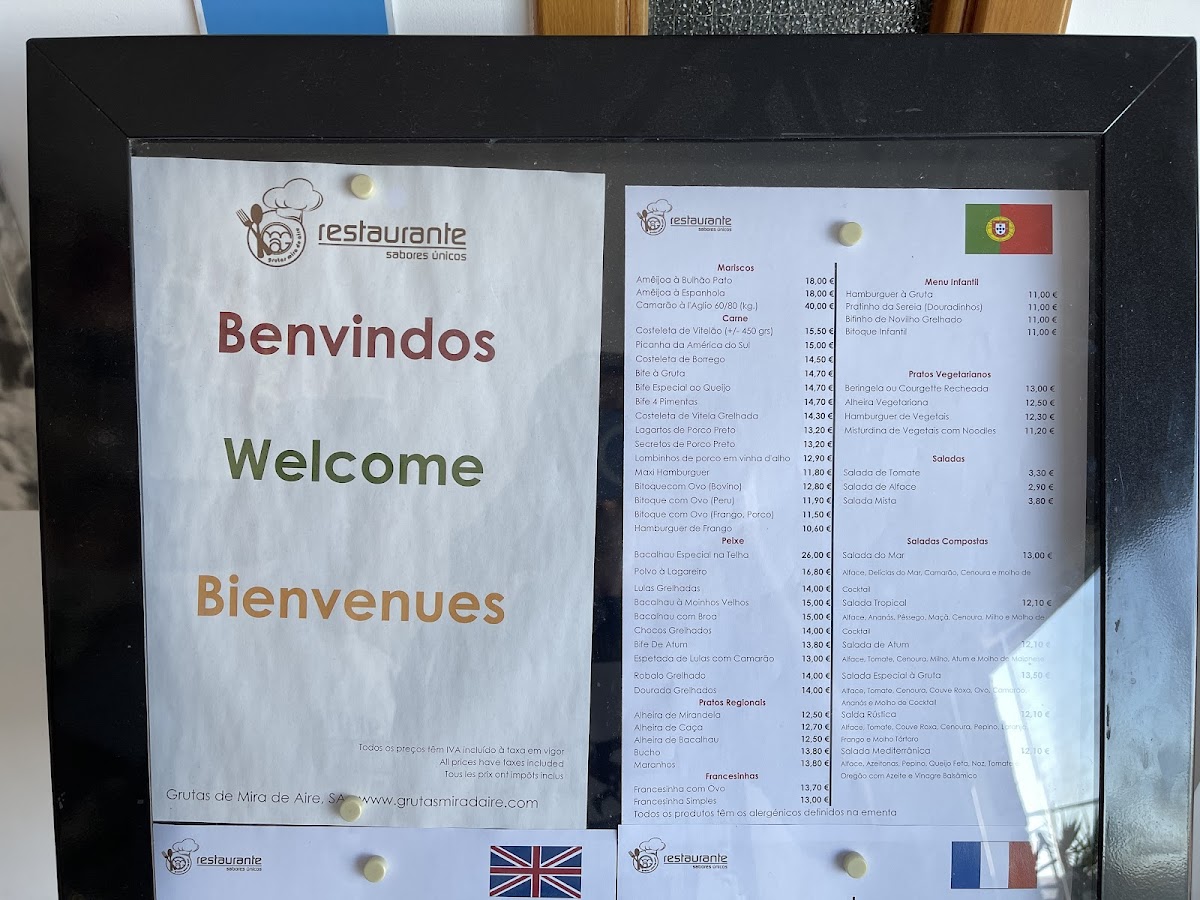 restaurante
sabores únicos
Grutas mira de aire
Benvindos
Welcome
Bienvenues
Todos os preços têm IVA incluído à taxa em vigor
All prices have taxes included
Tous les prix ont impôts inclus
Grutas de Mira de Aire, SA www.grutasmiradaire.com
restaurante
sabores únicos
Mariscos
Amêijoa à Bulhão Pato 18,00 €
Amêijoa à Espanhola 18,00 €
Camarão à l'Aglio 60/80 (kg.) 40,00 €
Carne
Costeleta de Vitelão (+/- 450 grs) 15,50 €
Picanha da América do Sul 15,00 €
Costeleta de Borrego 14,50 €
Bife à Gruta 14,70 €
Bife Especial ao Queijo 14,70 €
Bife 4 Pimentas 14,70 €
Costeleta de Vitela Grelhada 14,30 €
Lagartos de Porco Preto 13,20 €
Secretos de Porco Preto 13,20 €
Lombinhos de porco em vinha d'alho 12,90 €
Maxi Hamburguer 11,80 €
Bitoquecom Ovo (Bovino) 12,80 €
Bitoque com Ovo (Peru) 11,90 €
Bitoque com Ovo (Frango, Porco) 11,50 €
Hamburguer de Frango 10,60 €
Peixe
Bacalhau Especial na Telha 26,00 €
Polvo à Lagareiro 16,80 €
Lulas Grelhadas 14,00 €
Bacalhau à Moinhos Velhos 15,00 €
Bacalhau com Broa 15,00 €
Chocos Grelhados 14,00 €
Bife De Atum 13,80 €
Espetada de Lulas com Camarão 13,00 €
Robalo Grelhado 14,00 €
Dourada Grelhados 14,00 €
Pratos Regionais
Alheira de Mirandela 12,50 €
Alheira de Caça 12,70 €
Alheira de Bacalhau 12,50 €
Bucho 13,80 €
Maranhos 13,80 €
Francesinhas
Francesinha com Ovo 13,70 €
Francesinha Simples 13,00 €
Todos os produtos têm os alergénicos definidos na ementa
Menu Infantil
Hamburguer à Gruta 11,00 €
Pratinho da Sereia (Douradinhos) 11,00 €
Bifinho de Novilho Grelhado 11,00 €
Bitoque Infantil 11,00 €
Pratos Vegetarianos
Beringela ou Courgette Recheada 13,00 €
Alheira Vegetariana 12,50 €
Hamburguer de Vegetais 12,30 €
Misturdina de Vegetais com Noodles 11,20 €
Saladas
Salada de Tomate 3,30 €
Salada de Alface 2,90 €
Salada Mista 3,80 €
Saladas Compostas
Salada do Mar 13,00 €
Alface, Delícias do Mar, Camarão, Cenoura e molho de
Cocktail
Salada Tropical 12,10 €
Alface, Ananás, Pêssego, Maçã, Cenoura, Milho e Molho de
Cocktail
Salada de Atum 12,10 €
Alface, Tomate, Cenoura, Milho, Atum e Molho de Maionese
Salada Especial à Gruta 13,50 €
Alface, Tomate, Cenoura, Couve Roxa, Ovo, Camarão,
Ananás e Molho de Cocktail
Salda Rústica 12,10 €
Alface, Tomate, Couve Roxa, Cenoura, Pepino, Laranja,
Frango e Molho Tártaro
Salada Mediterrânica 12,10 €
Alface, Azeitonas, Pepino, Queijo Feta, Noz, Tomate
Oregão com Azeite e Vinagre Balsâmico
restaurante
sabores únicos
restaurante
sabores únicos